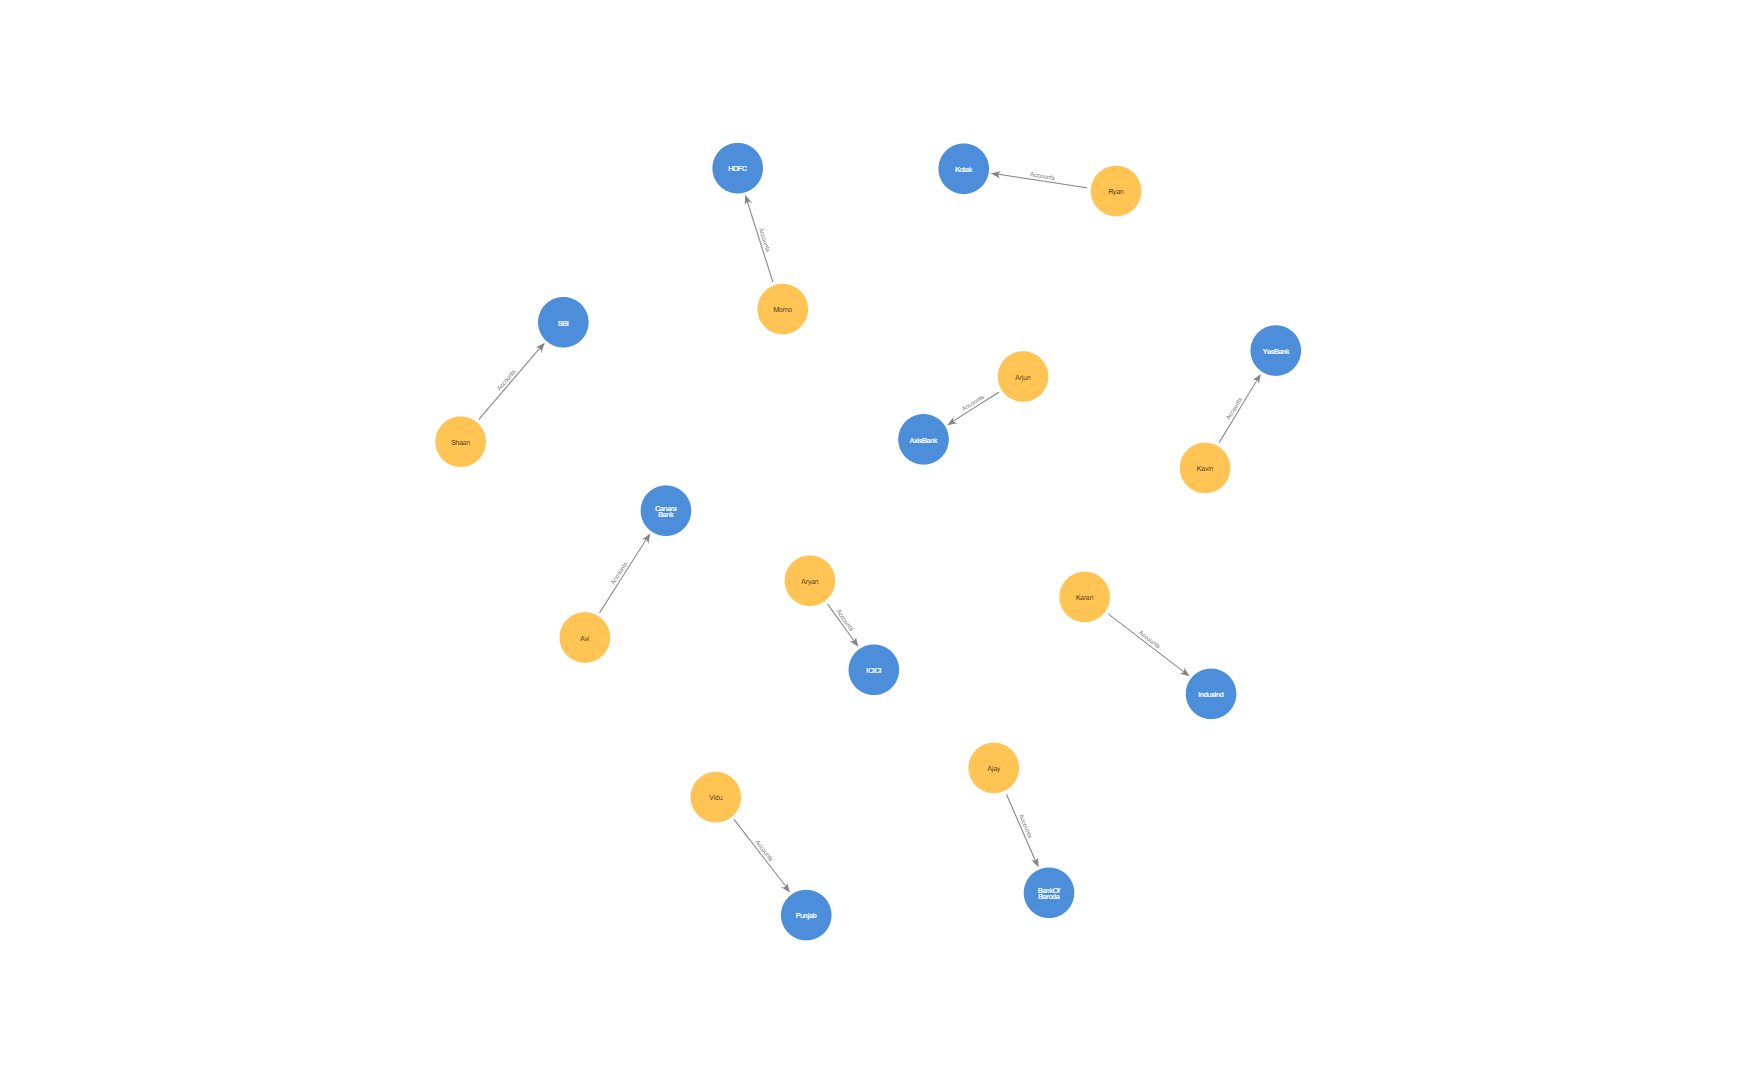 HDFC
Kotak
Accounts
Ryan
Accounts
Momo
SBI
YesBank
Arjun
Accounts
Accounts
Accounts
AxisBank
Shaan
Kavin
Canara
Bank
Accounts
Aryan
Karan
Accounts
Avi
Accounts
ICICI
IndusInd
Ajay
Vidu
Accounts
Accounts
BankOf
Baroda
Punjab